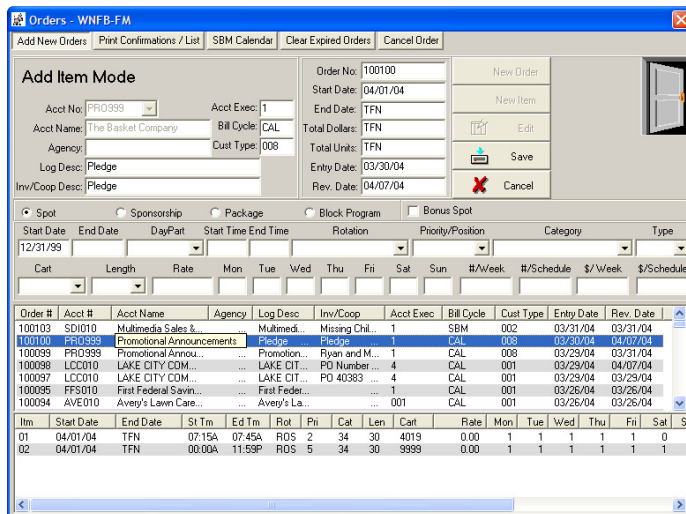 Orders - WNFB-FM
Add New Orders Print Confirmations / List SBM Calendar Clear Expired Orders Cancel Order
Add Item Mode
Acct No: PRO999 Acct Exec: 1
Acct Name: The Basket Company Bill Cycle: CAL
Agency: Cust Type: 008
Log Desc: Pledge
Inv/Coop Desc: Pledge
Order No: 100100
Start Date: 04/01/04
End Date: TFN
Total Dollars: TFN
Total Units: TFN
Entry Date: 03/30/04
Rev. Date: 04/07/04
New Order
New Item
Edit
Save
Cancel
Spot Sponsorship Package Block Program Bonus Spot
Start Date End Date DayPart Start Time End Time Rotation Priority/Position Category Type
12/31/99
Cart Length Rate Mon Tue Wed Thu Fri Sat Sun #/Week #/Schedule $/Week $/Schedule
Order # Acct # Acct Name Agency Log Desc Inv/Coop Acct Exec Bill Cycle Cust Type Entry Date Rev. Date
100103 SDI010 Multimedia Sales &... ... Multimedi... Missing Chil... 1 SBM 002 03/31/04 03/31/04
100100 PRO999 Promotional Announcements ... Pledge ... Pledge ... 1 CAL 008 03/30/04 04/07/04
100099 PRO999 Promotional Annou... ... Promotion... Ryan and M... 1 CAL 008 03/29/04 03/31/04
100098 LCC010 LAKE CITY COM... ... LAKE CIT... PO Number ... 4 CAL 001 03/29/04 04/07/04
100097 LCC010 LAKE CITY COM... ... LAKE CIT... PO 40383 ... 4 CAL 001 03/29/04 03/29/04
100095 FFS010 First Federal Savin... ... First Feder... ... 1 CAL 001 03/26/04 03/26/04
100094 AVE010 Avery's Lawn Care... ... Avery's La... ... 001 CAL 001 03/26/04 03/26/04
Itm Start Date End Date St Tm Ed Tm Rot Pri Cat Len Cart Rate Mon Tue Wed Thu Fri Sat S
01 04/01/04 TFN 07:15A 07:45A ROS 2 34 30 4019 0.00 1 1 1 1 1 0
02 04/01/04 TFN 00:00A 11:59P ROS 5 34 30 9999 0.00 1 1 1 1 1 1